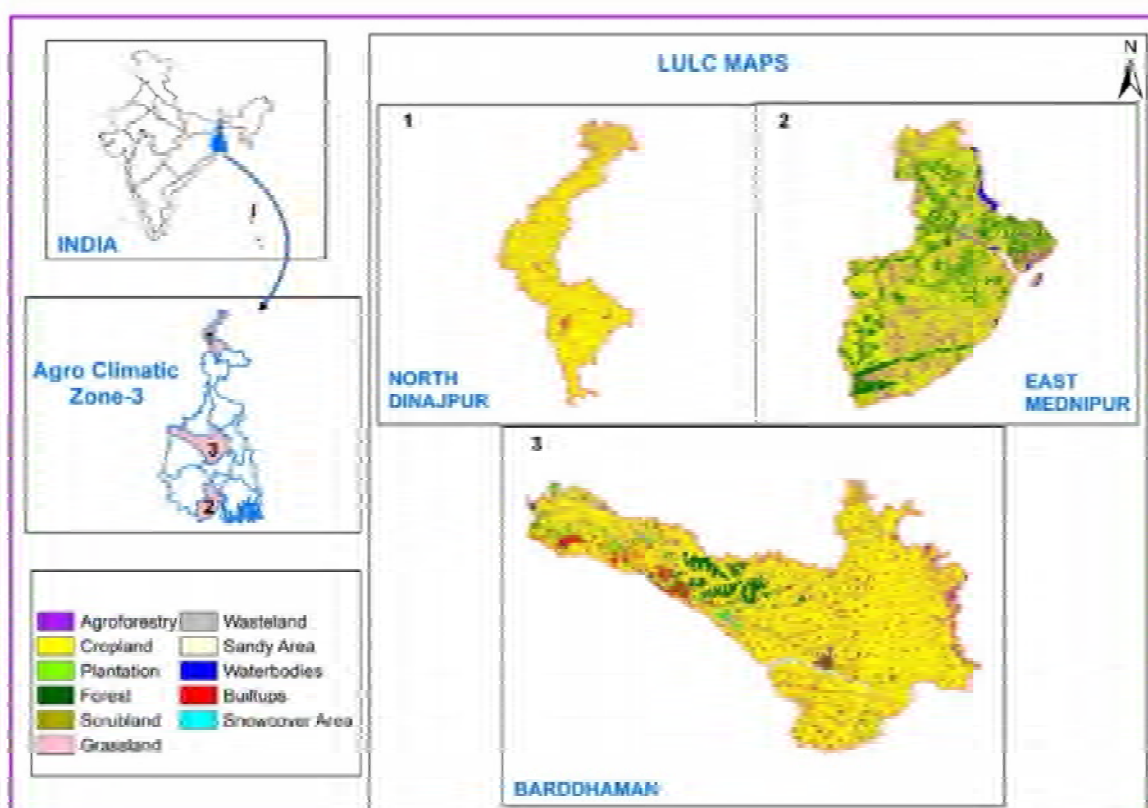 INDIA
Agro Climatic
Zone-3
3
2
Agroforestry
Cropland
Plantation
Forest
Scrubland
Grassland
Wasteland
Sandy Area
Waterbodies
Builtups
Snowcover Area
LULC MAPS
N
1
NORTH
DINAJPUR
2
EAST
MEDNIPUR
3
BARDDHAMAN